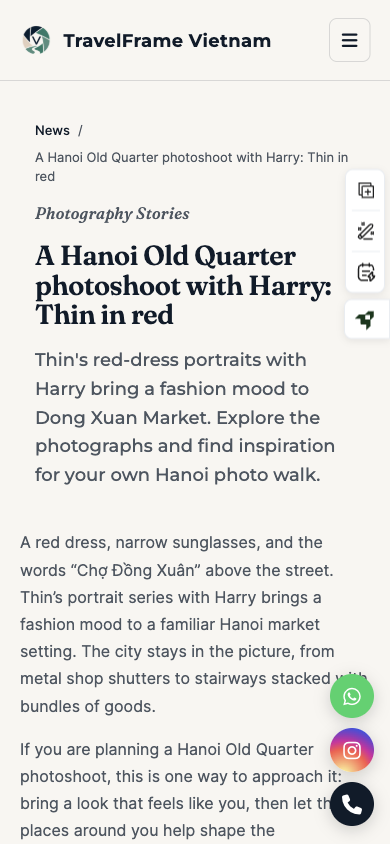 TravelFrame Vietnam
News /
A Hanoi Old Quarter photoshoot with Harry: Thin in
red
Photography Stories
A Hanoi Old Quarter
photoshoot with Harry:
Thin in red
Thin's red-dress portraits with
Harry bring a fashion mood to
Dong Xuan Market. Explore the
photographs and find inspiration
for your own Hanoi photo walk.
A red dress, narrow sunglasses, and the
words “Chợ Đồng Xuân” above the street.
Thin’s portrait series with Harry brings a
fashion mood to a familiar Hanoi market
setting. The city stays in the picture, from
metal shop shutters to stairways stacked with
bundles of goods.
If you are planning a Hanoi Old Quarter
photoshoot, this is one way to approach it:
bring a look that feels like you, then let the
places around you help shape the